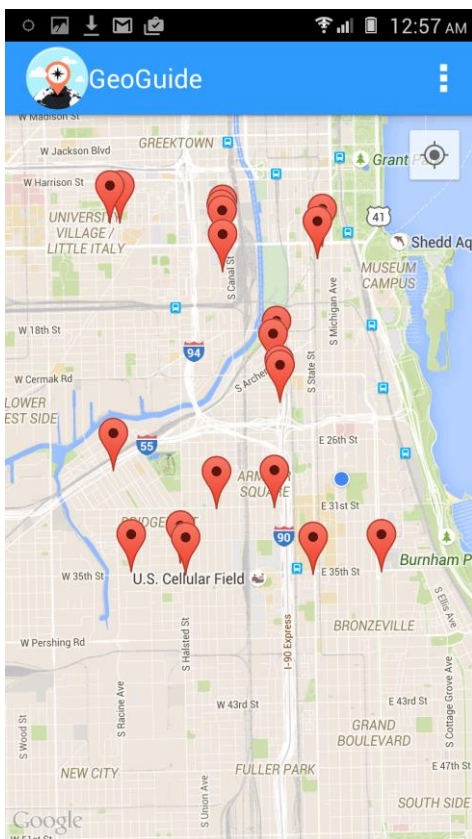 12:57 AM
GeoGuide
W Madison St
W Jackson Blvd
GREEKTOWN
Grant
W Harrison St
UNIVERSITY
VILLAGE /
LITTLE ITALY
41
Shedd Aq
MUSEUM
CAMPUS
S Canal St
S Michigan Ave
W 18th St
94
S State St
S Archer
W Cermak Rd
LOWER
EST SIDE
55
E 26th St
ARMOUR
SQUARE
E 31st St
90
Burnham P
W 35th St
U.S. Cellular Field
E 35th St
S Ellis Ave
S Halsted St
BRONZEVILLE
W Pershing Rd
I-90 Express
S Racine Ave
S Cottage Grove Ave
W 43rd St
E 43rd St
S Wood St
GRAND
BOULEVARD
E 47th St
NEW CITY
FULLER PARK
S Union Ave
SOUTH SIDE
Google
W 51st St